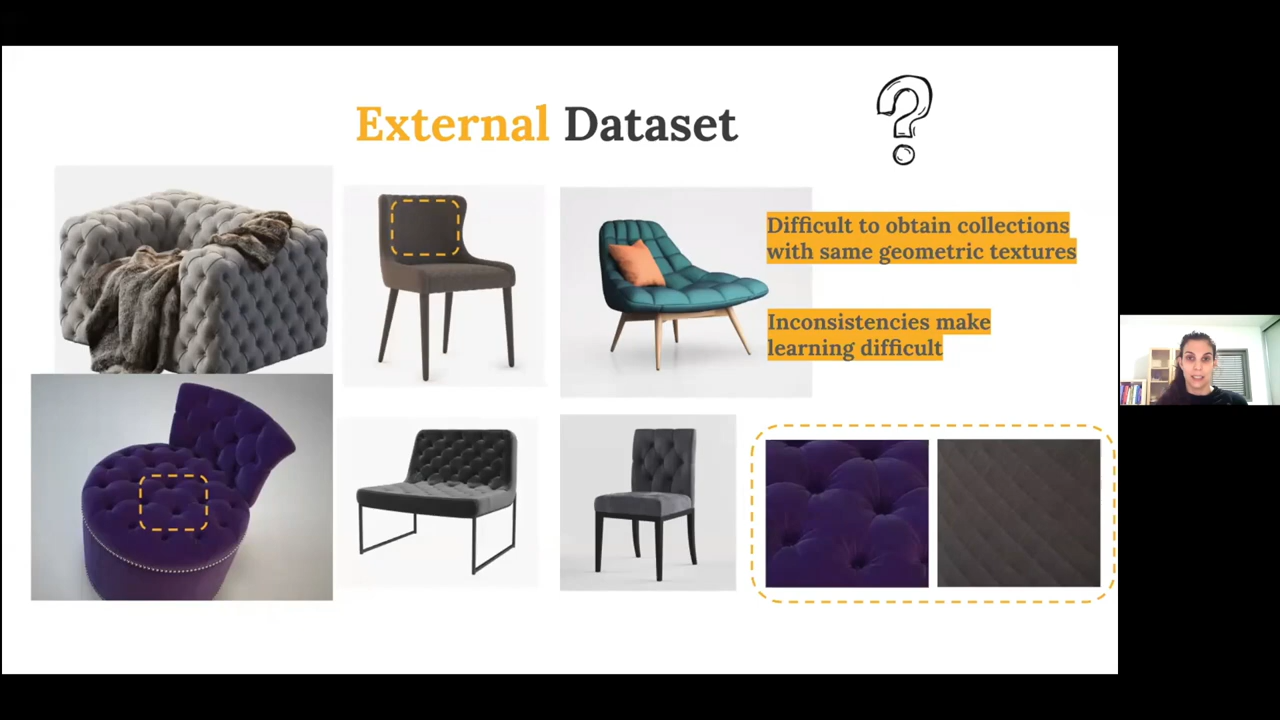 External Dataset
Difficult to obtain collections
with same geometric textures
Inconsistencies make
learning difficult